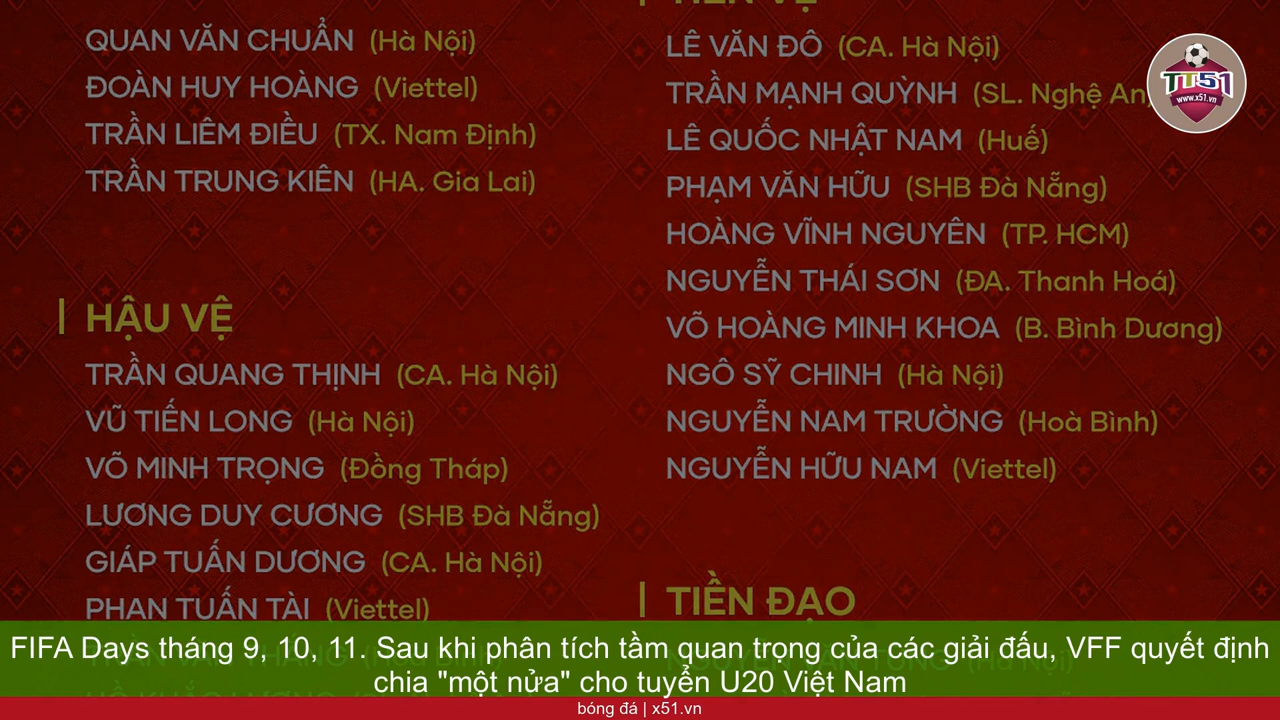 QUAN VĂN CHUẨN (Hà Nội)
ĐOÀN HUY HOÀNG (Viettel)
TRẦN LIÊM ĐIỀU (TX. Nam Định)
TRẦN TRUNG KIÊN (HA. Gia Lai)
HẬU VỆ
TRẦN QUANG THỊNH (CA. Hà Nội)
VŨ TIẾN LONG (Hà Nội)
VÕ MINH TRỌNG (Đồng Tháp)
LƯƠNG DUY CƯƠNG (SHB Đà Nẵng)
GIÁP TUẤN DƯƠNG (CA. Hà Nội)
PHAN TUẤN TÀI (Viettel)
TIỀN VỆ
LÊ VĂN ĐÔ (CA. Hà Nội)
TRẦN MẠNH QUỲNH (SL. Nghệ An)
LÊ QUỐC NHẬT NAM (Huế)
PHẠM VĂN HỮU (SHB Đà Nẵng)
HOÀNG VĨNH NGUYÊN (TP. HCM)
NGUYỄN THÁI SƠN (ĐA. Thanh Hoá)
VÕ HOÀNG MINH KHOA (B. Bình Dương)
NGÔ SỸ CHINH (Hà Nội)
NGUYỄN NAM TRƯỜNG (Hoà Bình)
NGUYỄN HỮU NAM (Viettel)
TIỀN ĐẠO
TT51
www.x51.vn
FIFA Days tháng 9, 10, 11. Sau khi phân tích tầm quan trọng của các giải đấu, VFF quyết định
chia "một nửa" cho tuyển U20 Việt Nam
bóng đá | x51.vn